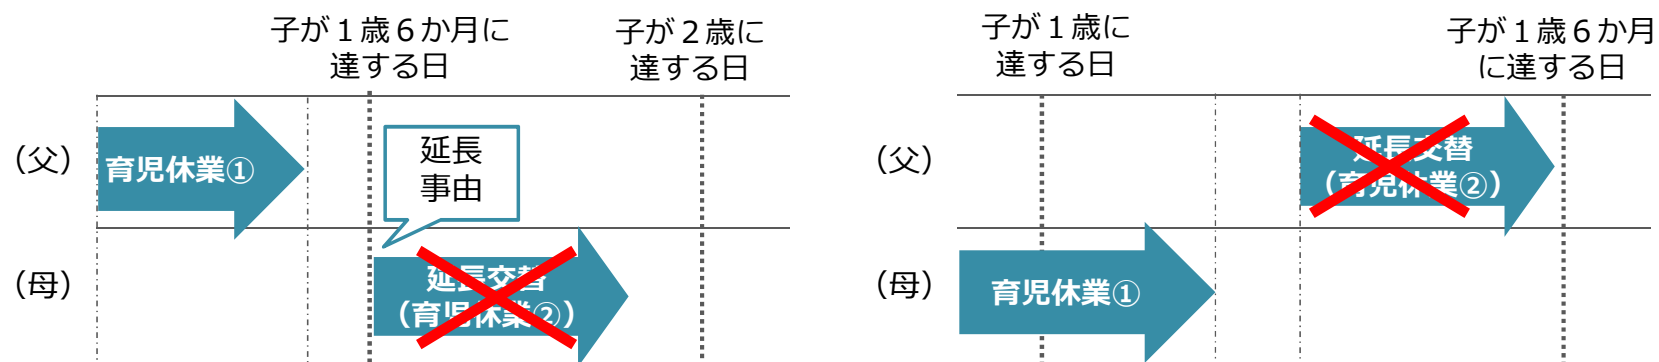 子が１歳６か月に
達する日
子が２歳に
達する日
（父）
育児休業①
延長
事由
（母）
延長交替
（育児休業②）
子が１歳に
達する日
子が１歳６か月
に達する日
（父）
延長交替
（育児休業②）
（母）
育児休業①